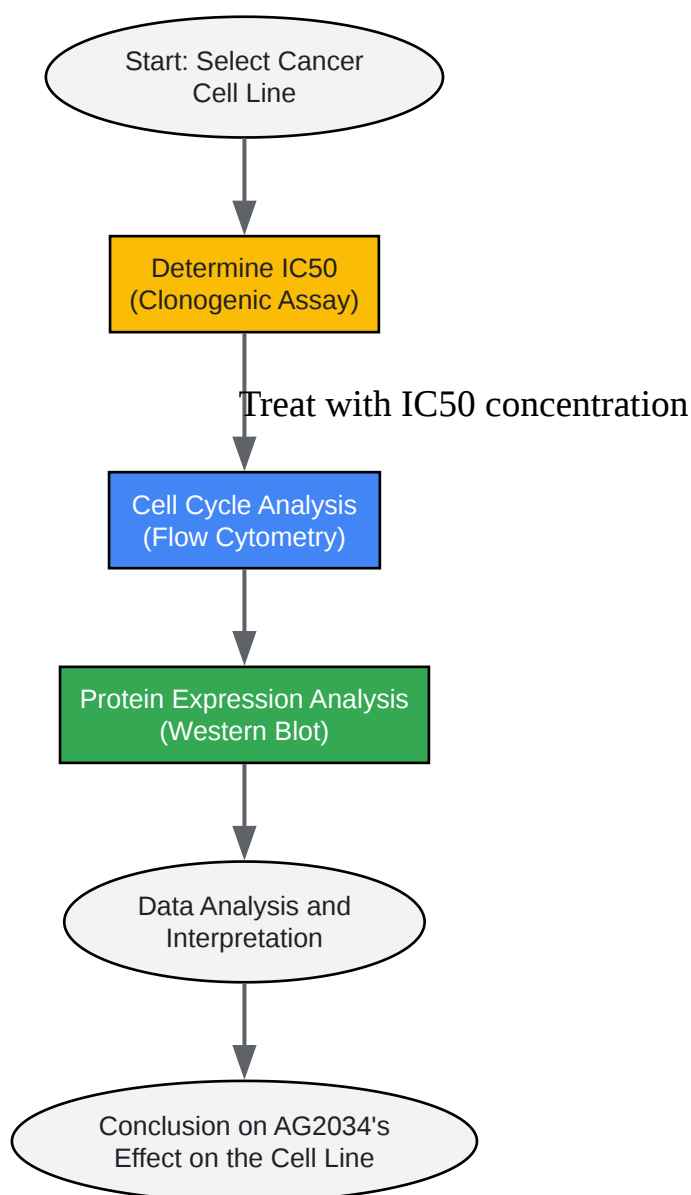 Start: Select Cancer
Cell Line
Determine IC50
(Clonogenic Assay)
Treat with IC50 concentration
Cell Cycle Analysis
(Flow Cytometry)
Protein Expression Analysis
(Western Blot)
Data Analysis and
Interpretation
Conclusion on AG2034's
Effect on the Cell Line